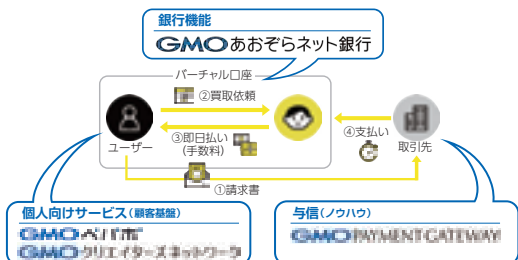 銀行機能
GMOあおぞらネット銀行
バーチャル口座
②買取依頼
③即日払い
(手数料)
④支払い
ユーザー
取引先
①請求書
個人向けサービス(顧客基盤)
GMOペパボ
GMOクリエイターズネットワーク
与信(ノウハウ)
GMO PAYMENT GATEWAY